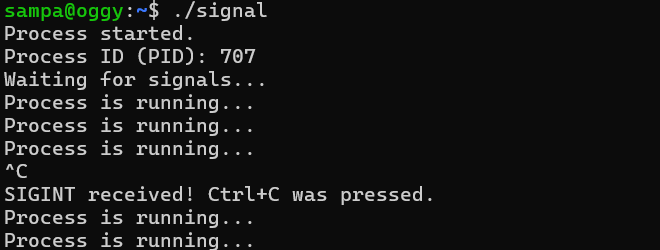 sampa@oggy:~$ ./signal
Process started.
Process ID (PID): 707
Waiting for signals...
Process is running...
Process is running...
Process is running...
^C
SIGINT received! Ctrl+C was pressed.
Process is running...
Process is running...